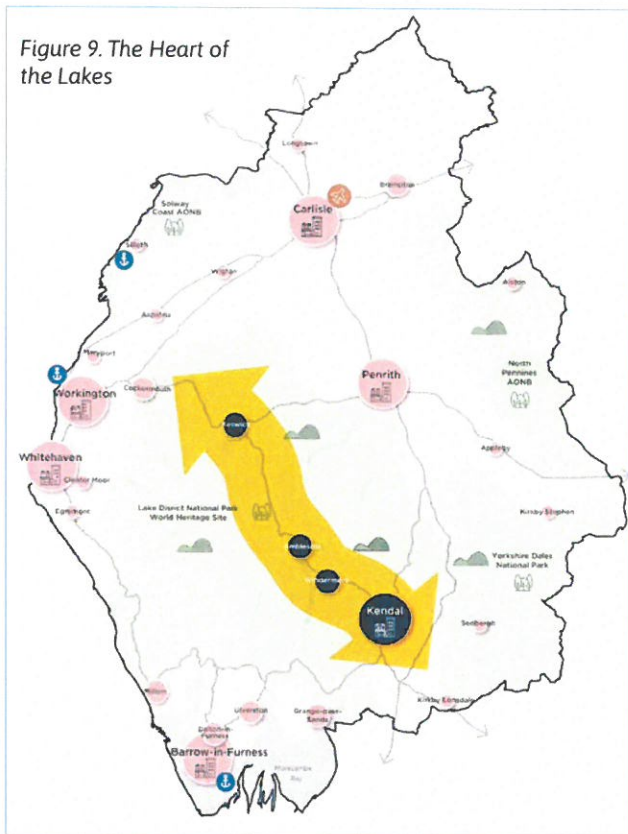 Figure 9. The Heart of
the Lakes
Longtown
Brampton
Carlisle
Solway
Coast AONB
Silloth
Wigton
Alston
Aspatria
Maryport
North
Pennines
AONB
Penrith
Workington
Cockermouth
Keswick
Whitehaven
Cleator Moor
Appleby
Egremont
Lake District National Park
World Heritage Site
Kirkby Stephen
Ambleside
Yorkshire Dales
National Park
Windermere
Kendal
Sedbergh
Millom
Ulverston
Grange-over-
Sands
Kirkby Lonsdale
Dalton-in-
Furness
Barrow-in-Furness
Morecambe
Bay